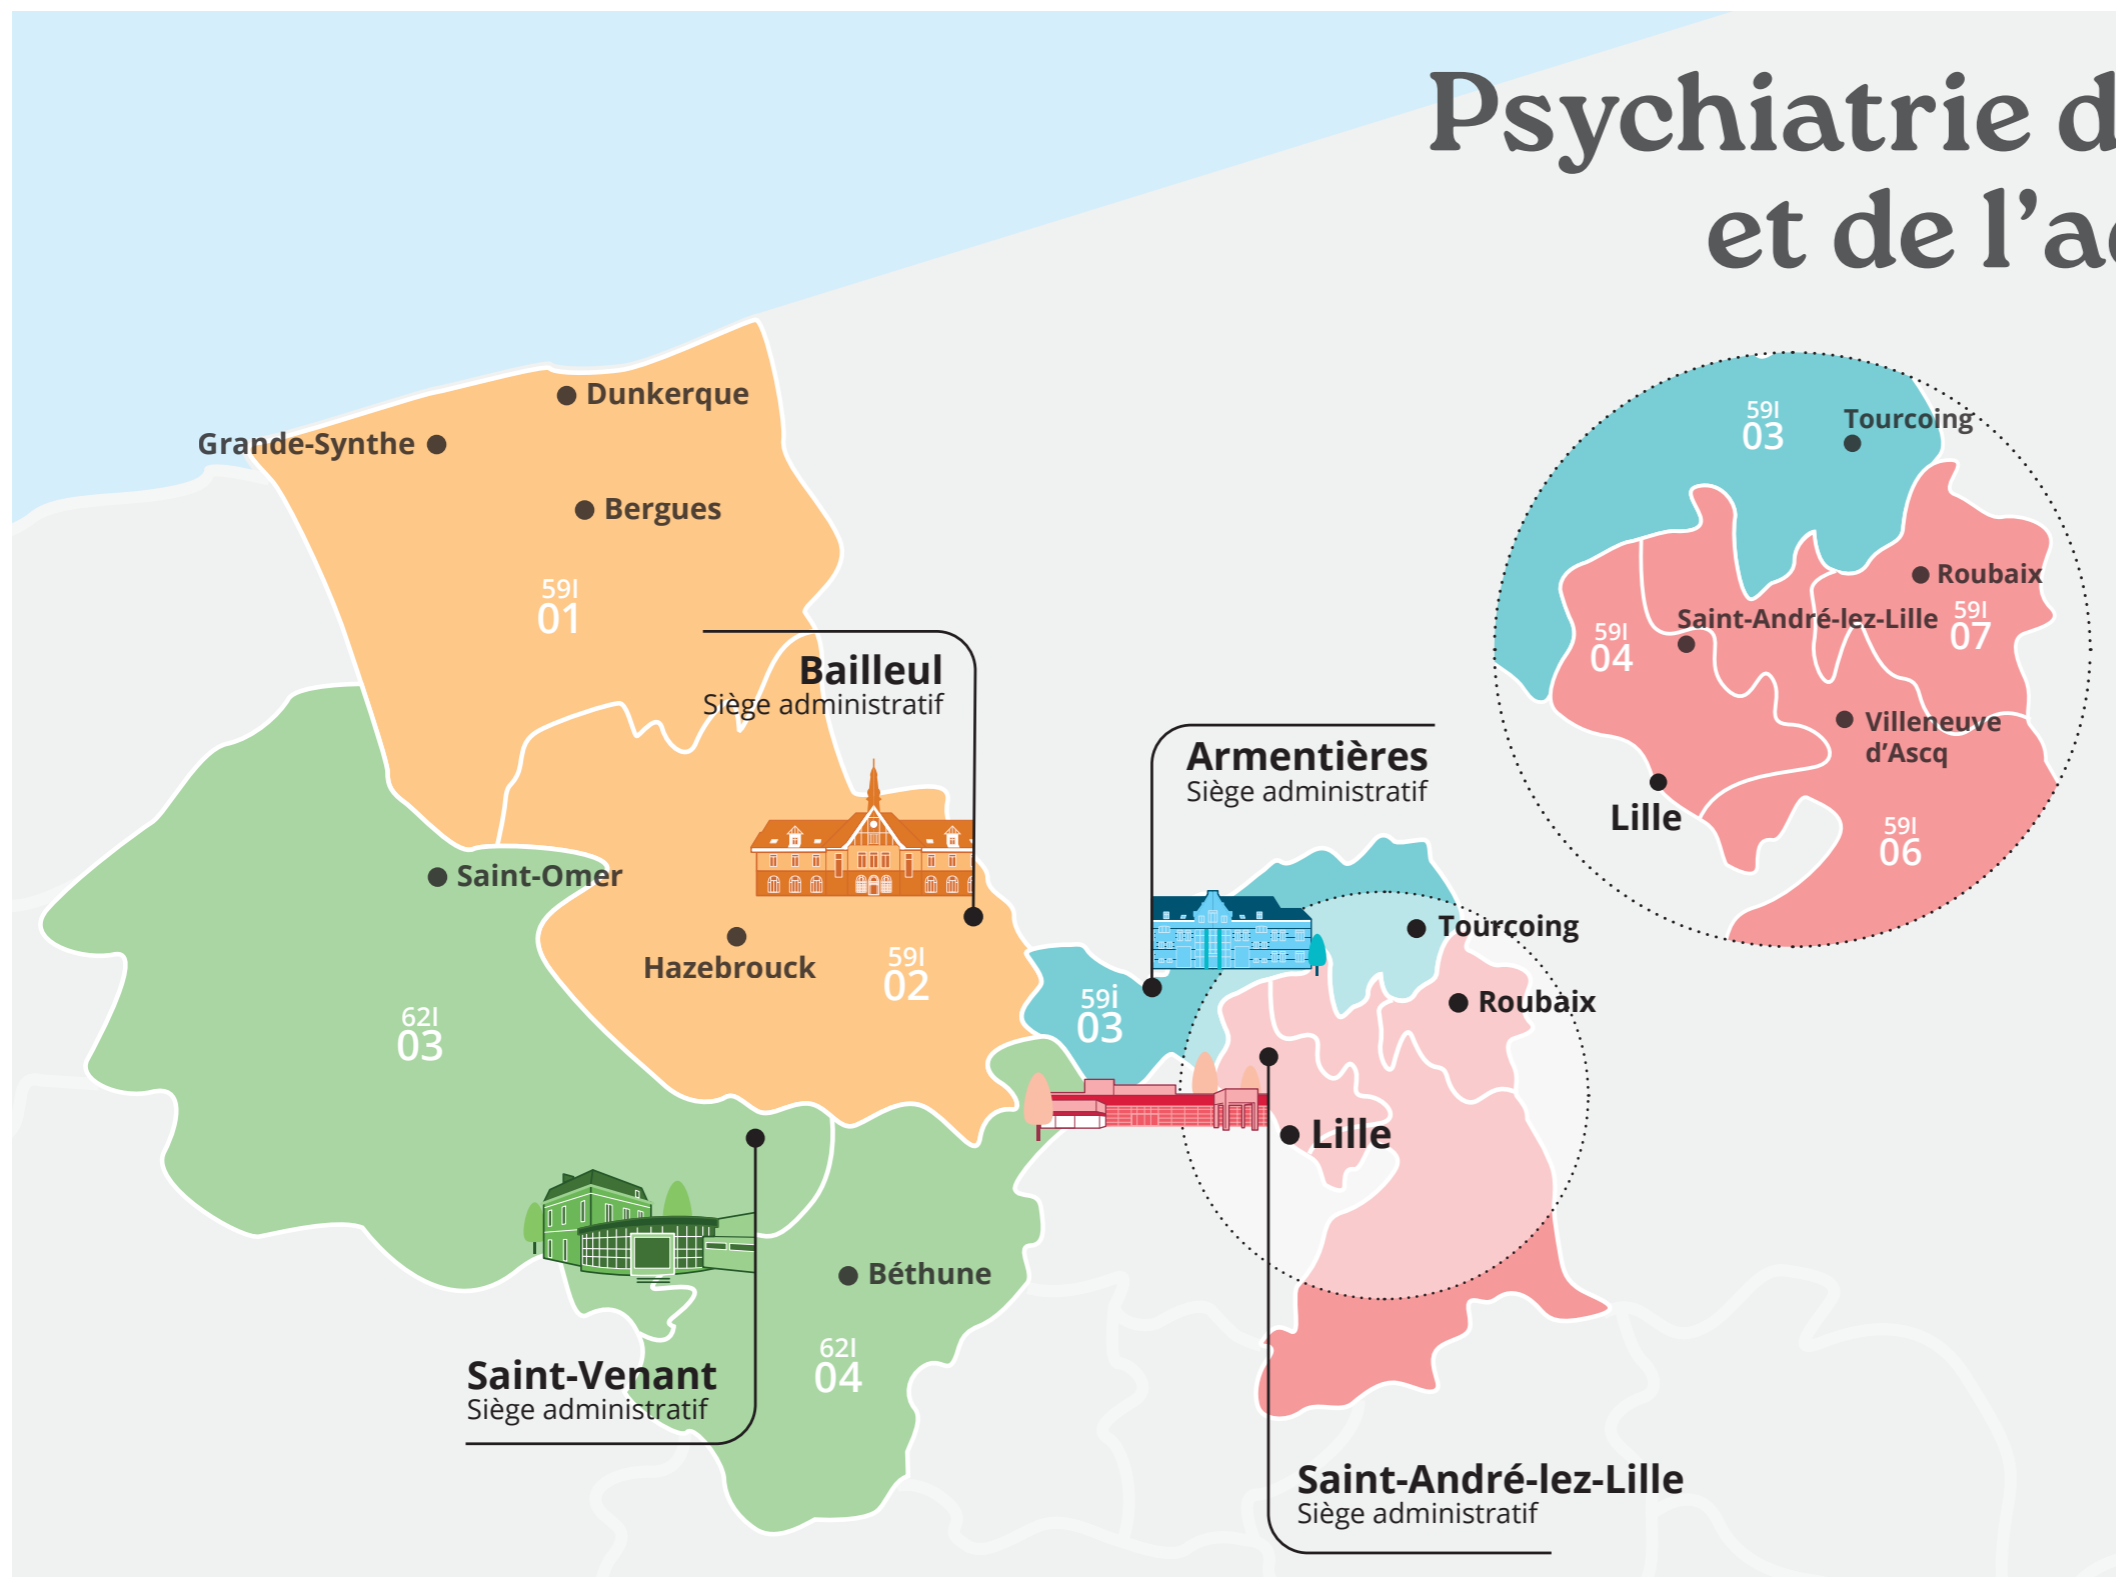 Psychiatrie d
et de l’a
Dunkerque
Grande-Synthe
Bergues
59I
01
Bailleul
Siège administratif
59I
03
Tourcoing
Roubaix
59I
07
Saint-André-lez-Lille
59I
04
Villeneuve
d’Ascq
Lille
59I
06
Armentières
Siège administratif
Saint-Omer
Hazebrouck
59I
02
62I
03
59i
03
Tourcoing
Roubaix
Lille
Béthune
62I
04
Saint-Venant
Siège administratif
Saint-André-lez-Lille
Siège administratif